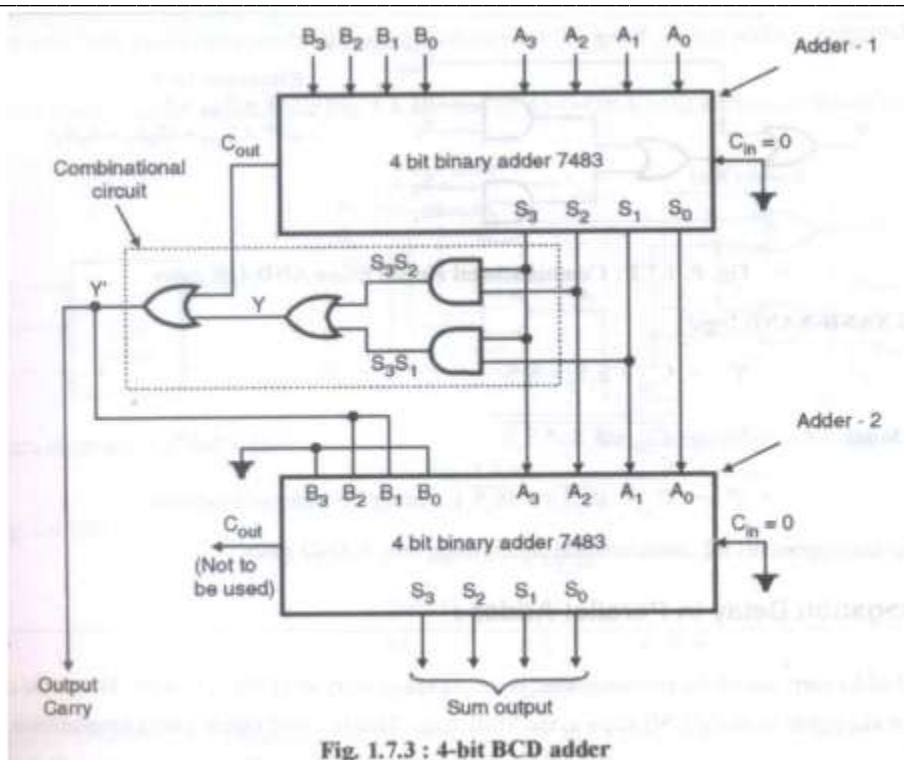 B3 B2 B1 B0 A3 A2 A1 A0
Adder - 1
Cout
4 bit binary adder 7483
Cin = 0
Combinational
circuit
S3 S2 S1 S0
S3S2
Y'
Y
S3S1
Adder - 2
B3 B2 B1 B0 A3 A2 A1 A0
Cout
4 bit binary adder 7483
Cin = 0
(Not to
be used)
S3 S2 S1 S0
Output
Carry
Sum output
Fig. 1.7.3 : 4-bit BCD adder